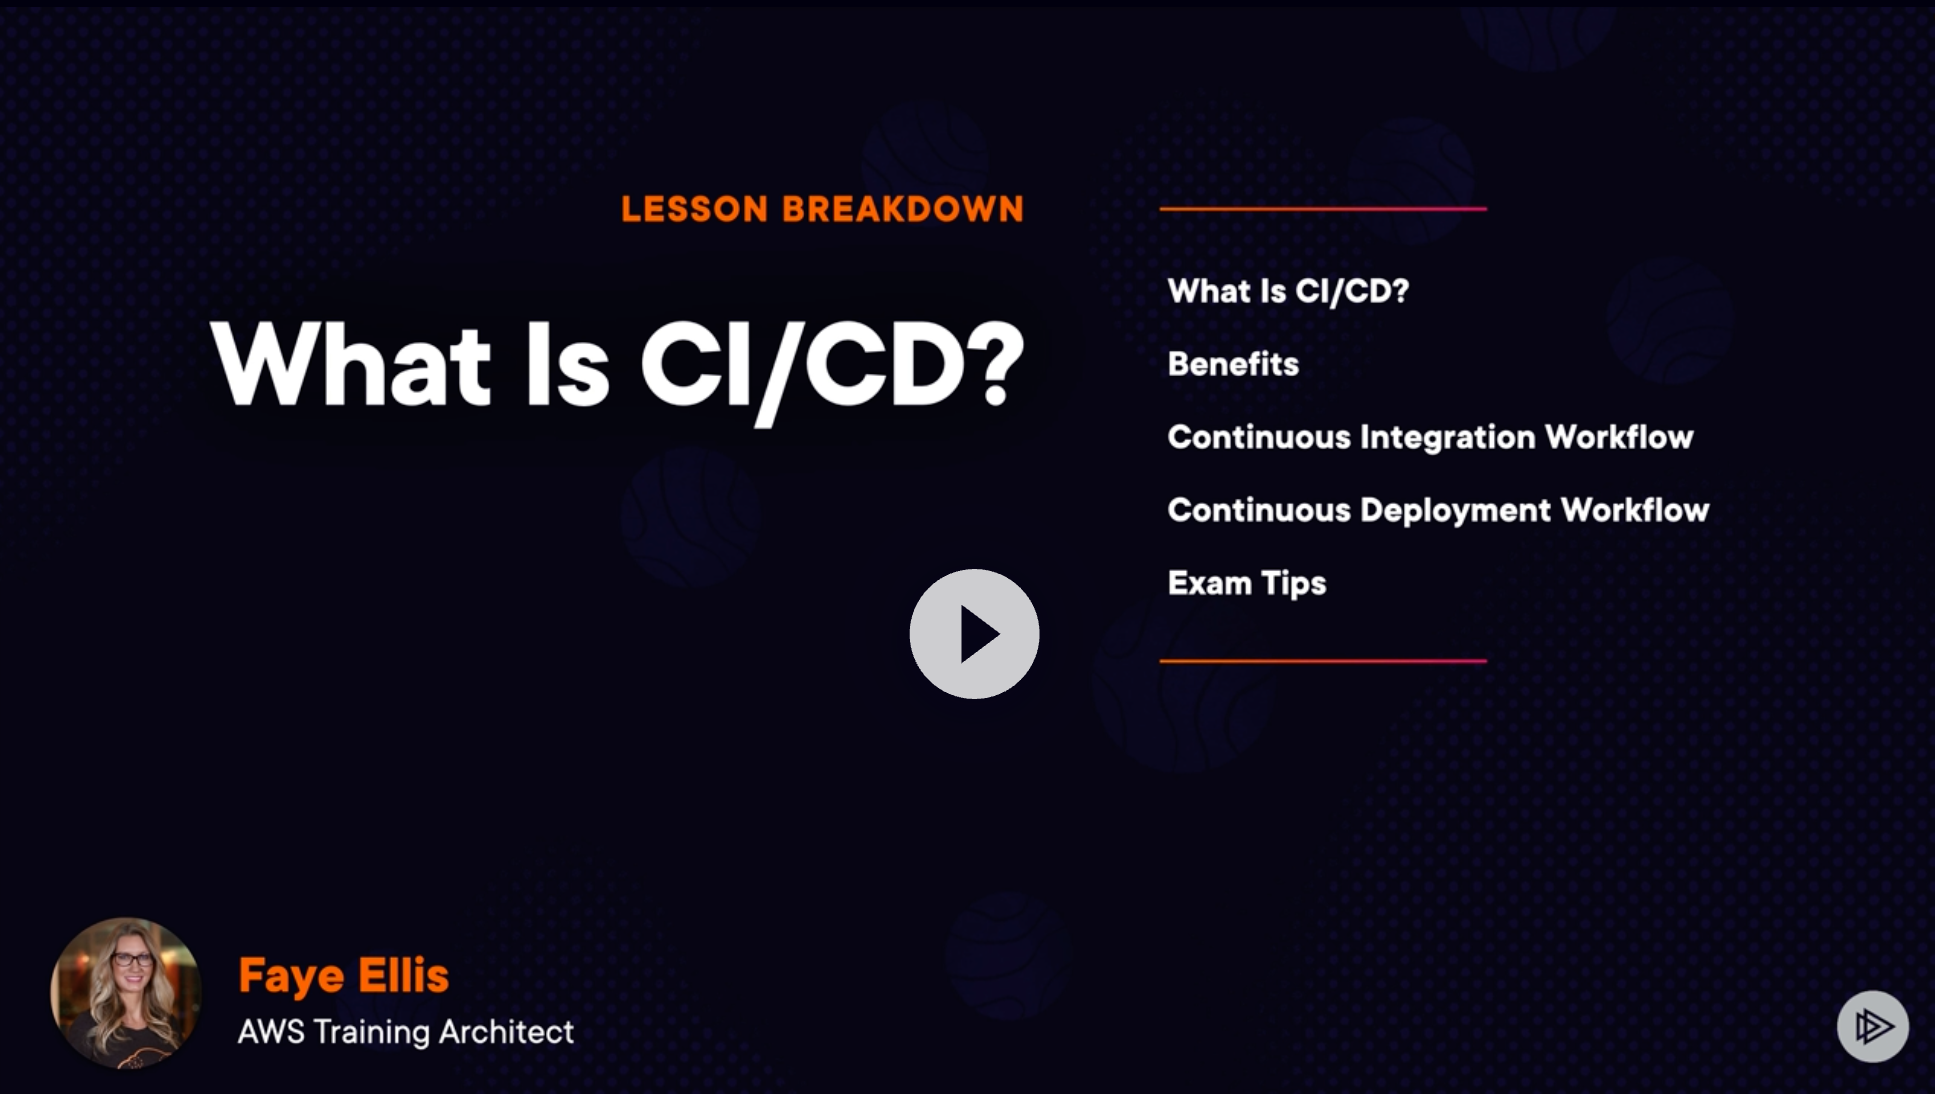 LESSON BREAKDOWN
What Is CI/CD?
What Is CI/CD?
Benefits
Continuous Integration Workflow
Continuous Deployment Workflow
Exam Tips
Faye Ellis
AWS Training Architect